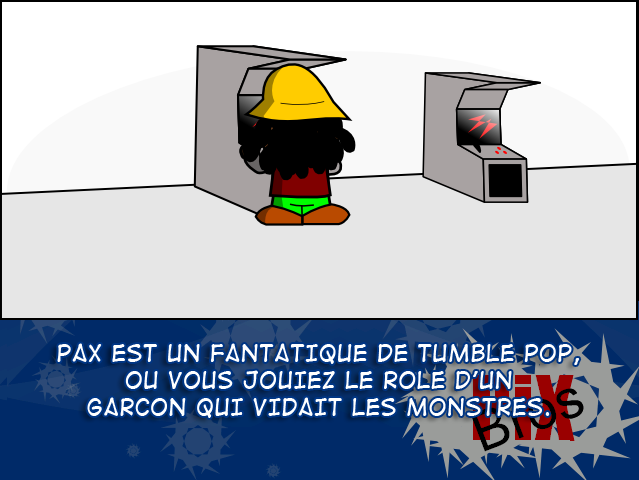 PAX EST UN FANTATIQUE DE TUMBLE POP,
OU VOUS JOUIEZ LE ROLE D'UN
GARCON QUI VIDAIT LES MONSTRES.
PiX
Bros